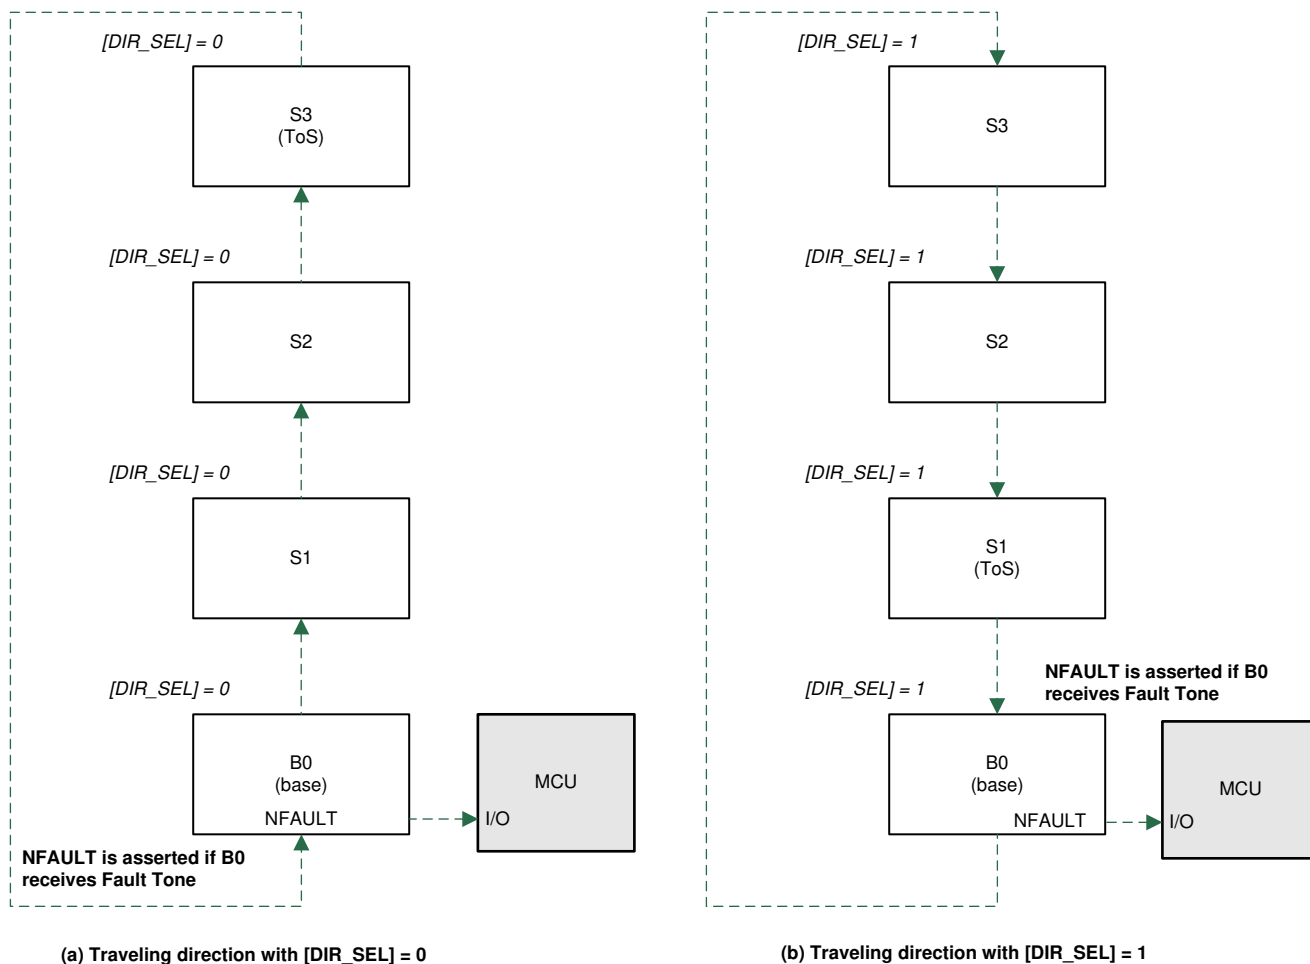 [DIR_SEL] = 0
S3
(ToS)
[DIR_SEL] = 0
S2
[DIR_SEL] = 0
S1
[DIR_SEL] = 0
B0
(base)
NFAULT
MCU
I/O
NFAULT is asserted if B0
receives Fault Tone
(a) Traveling direction with [DIR_SEL] = 0
[DIR_SEL] = 1
S3
[DIR_SEL] = 1
S2
[DIR_SEL] = 1
S1
(ToS)
NFAULT is asserted if B0
receives Fault Tone
[DIR_SEL] = 1
B0
(base)
NFAULT
MCU
I/O
(b) Traveling direction with [DIR_SEL] = 1